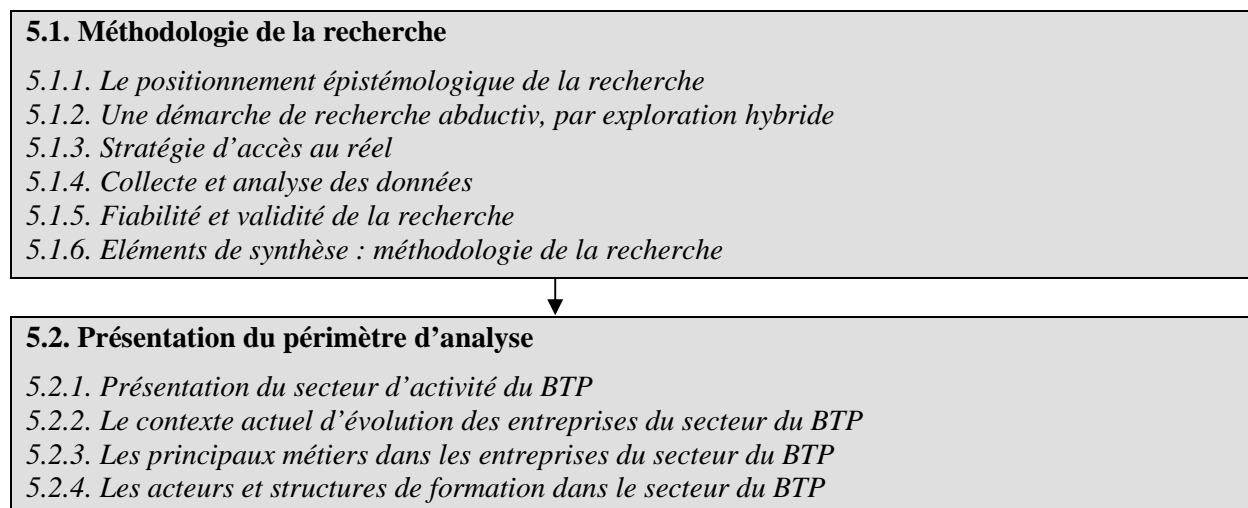 5.1. Méthodologie de la recherche
5.1.1. Le positionnement épistémologique de la recherche
5.1.2. Une démarche de recherche abductiv, par exploration hybride
5.1.3. Stratégie d'accès au réel
5.1.4. Collecte et analyse des données
5.1.5. Fiabilité et validité de la recherche
5.1.6. Eléments de synthèse : méthodologie de la recherche
5.2. Présentation du périmètre d'analyse
5.2.1. Présentation du secteur d'activité du BTP
5.2.2. Le contexte actuel d'évolution des entreprises du secteur du BTP
5.2.3. Les principaux métiers dans les entreprises du secteur du BTP
5.2.4. Les acteurs et structures de formation dans le secteur du BTP